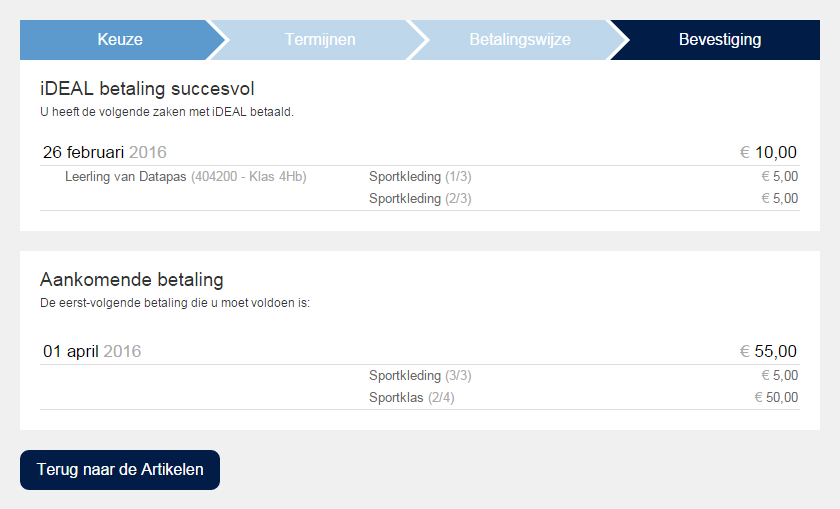 Keuze Termijnen Betalingswijze Bevestiging
iDEAL betaling succesvol
U heeft de volgende zaken met iDEAL betaald.
26 februari 2016 € 10,00
Leerling van Datapas (404200 - Klas 4Hb) Sportkleding (1/3) € 5,00
Sportkleding (2/3) € 5,00
Aankomende betaling
De eerst-volgende betaling die u moet voldoen is:
01 april 2016 € 55,00
Sportkleding (3/3) € 5,00
Sportklas (2/4) € 50,00
Terug naar de Artikelen